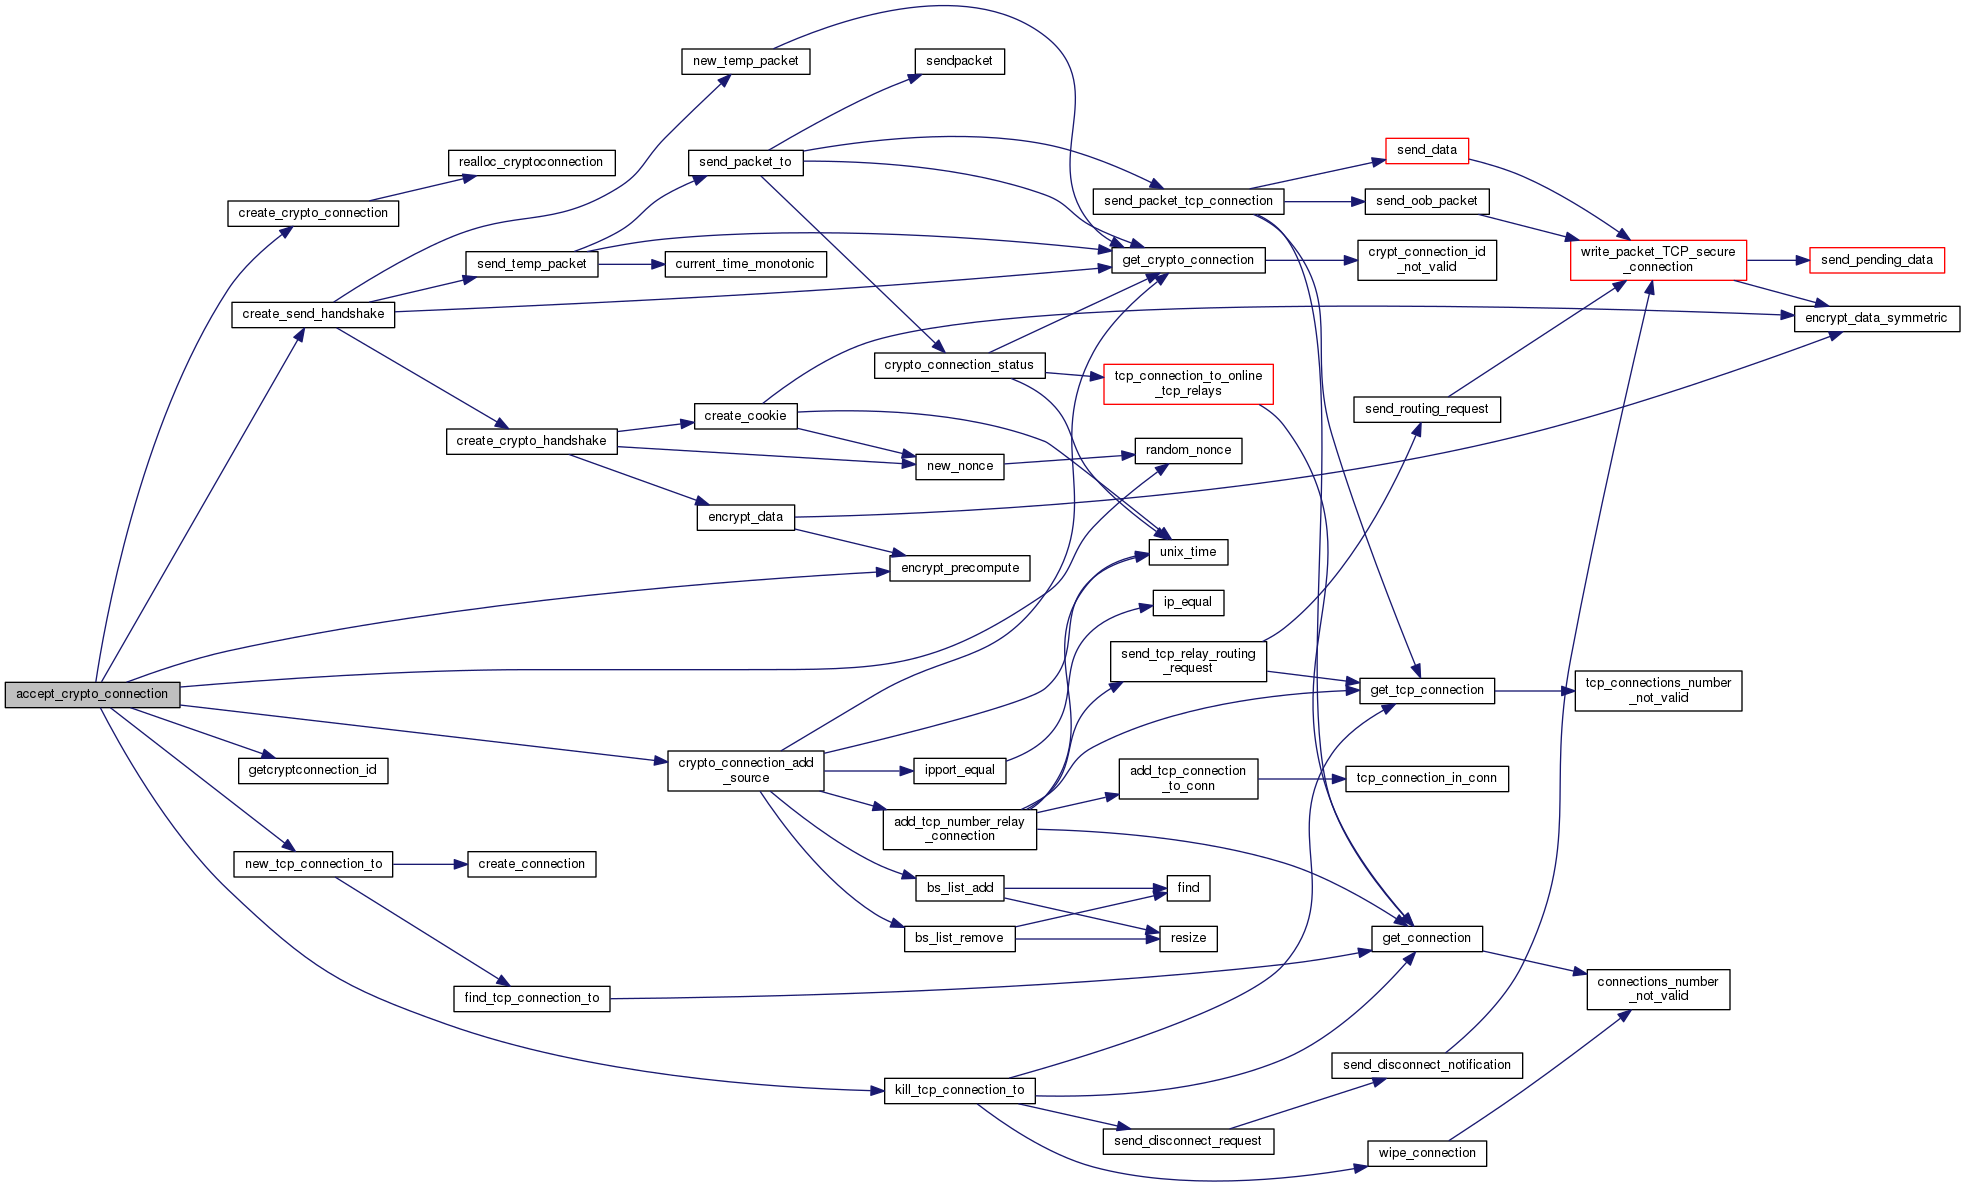 accept_crypto_connection
create_crypto_connection
realloc_cryptoconnection
create_send_handshake
new_temp_packet
send_temp_packet
current_time_monotonic
send_packet_to
sendpacket
send_packet_tcp_connection
send_data
send_oob_packet
write_packet_TCP_secure
_connection
send_pending_data
encrypt_data_symmetric
get_crypto_connection
crypt_connection_id
_not_valid
crypto_connection_status
tcp_connection_to_online
_tcp_relays
create_crypto_handshake
create_cookie
new_nonce
random_nonce
encrypt_data
encrypt_precompute
unix_time
ip_equal
send_routing_request
send_tcp_relay_routing
_request
get_tcp_connection
tcp_connections_number
_not_valid
getcryptconnection_id
crypto_connection_add
_source
ipport_equal
add_tcp_number_relay
_connection
add_tcp_connection
_to_conn
tcp_connection_in_conn
bs_list_add
find
bs_list_remove
resize
new_tcp_connection_to
create_connection
find_tcp_connection_to
get_connection
connections_number
_not_valid
kill_tcp_connection_to
send_disconnect_request
send_disconnect_notification
wipe_connection